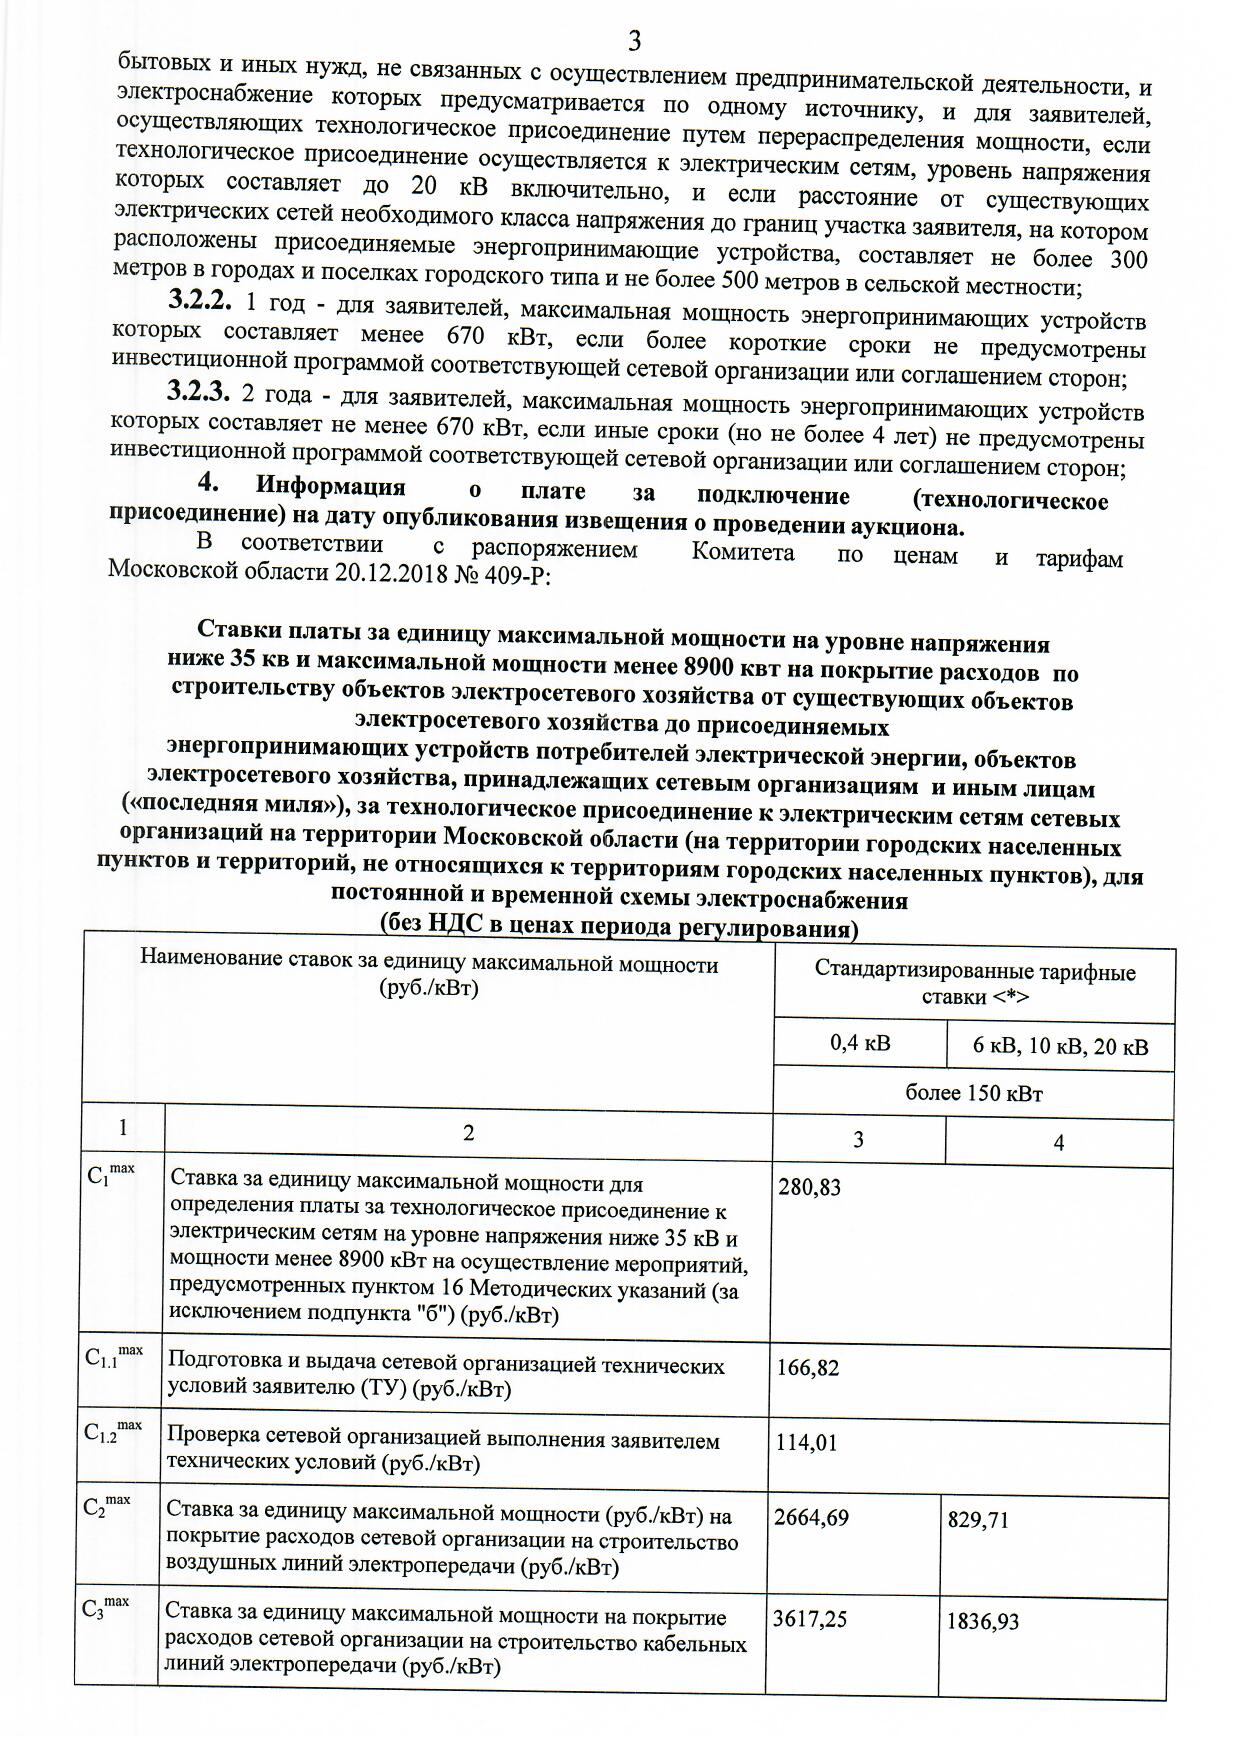 3
бытовых и иных нужд, не связанных с осуществлением предпринимательской деятельности, и
электроснабжение которых предусматривается по одному источнику, и для заявителей,
осуществляющих технологическое присоединение путем перераспределения мощности, если
технологическое присоединение осуществляется к электрическим сетям, уровень напряжения
которых составляет до 20 кВ включительно, и если расстояние от существующих
электрических сетей необходимого класса напряжения до границ участка заявителя, на котором
расположены присоединяемые энергопринимающие устройства, составляет не более 300
метров в городах и поселках городского типа и не более 500 метров в сельской местности;
3.2.2. 1 год - для заявителей, максимальная мощность энергопринимающих устройств
которых составляет менее 670 кВт, если более короткие сроки не предусмотрены
инвестиционной программой соответствующей сетевой организации или соглашением сторон;
3.2.3. 2 года - для заявителей, максимальная мощность энергопринимающих устройств
которых составляет не менее 670 кВт, если иные сроки (но не более 4 лет) не предусмотрены
инвестиционной программой соответствующей сетевой организации или соглашением сторон;
4. Информация о плате за подключение (технологическое
присоединение) на дату опубликования извещения о проведении аукциона.
В соответствии с распоряжением Комитета по ценам и тарифам
Московской области 20.12.2018 № 409-Р:
Ставки платы за единицу максимальной мощности на уровне напряжения
ниже 35 кв и максимальной мощности менее 8900 квт на покрытие расходов по
строительству объектов электросетевого хозяйства от существующих объектов
электросетевого хозяйства до присоединяемых
энергопринимающих устройств потребителей электрической энергии, объектов
электросетевого хозяйства, принадлежащих сетевым организациям и иным лицам
(«последняя миля»), за технологическое присоединение к электрическим сетям сетевых
организаций на территории Московской области (на территории городских населенных
пунктов и территорий, не относящихся к территориям городских населенных пунктов), для
постоянной и временной схемы электроснабжения
(без НДС в ценах периода регулирования)
Наименование ставок за единицу максимальной мощности
(руб./кВт)
Стандартизированные тарифные
ставки <*>
0,4 кВ 6 кВ, 10 кВ, 20 кВ
более 150 кВт
1 2 3 4
C1max Ставка за единицу максимальной мощности для 280,83
определения платы за технологическое присоединение к
электрическим сетям на уровне напряжения ниже 35 кВ и
мощности менее 8900 кВт на осуществление мероприятий,
предусмотренных пунктом 16 Методических указаний (за
исключением подпункта "б") (руб./кВт)
C1.1max Подготовка и выдача сетевой организацией технических 166,82
условий заявителю (ТУ) (руб./кВт)
C1.2max Проверка сетевой организацией выполнения заявителем 114,01
технических условий (руб./кВт)
C2max Ставка за единицу максимальной мощности (руб./кВт) на 2664,69 829,71
покрытие расходов сетевой организации на строительство
воздушных линий электропередачи (руб./кВт)
C3max Ставка за единицу максимальной мощности на покрытие 3617,25 1836,93
расходов сетевой организации на строительство кабельных
линий электропередачи (руб./кВт)